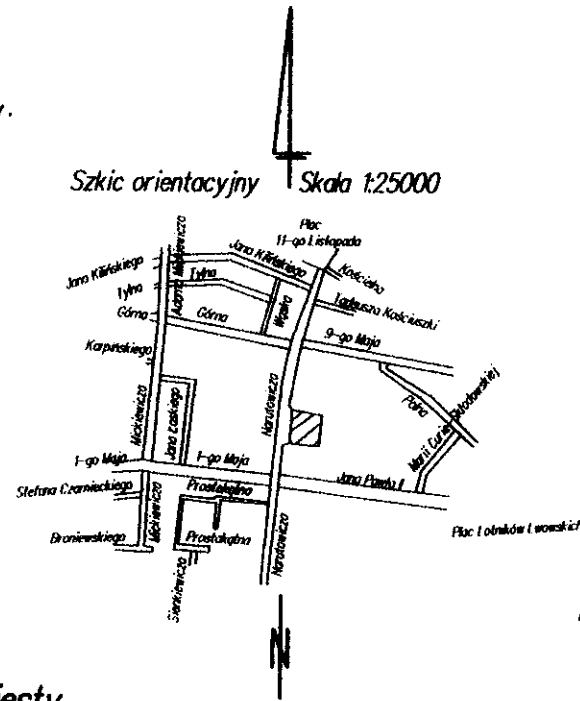 Szkic orientacyjny Skala 1:25000
Plac
11-go Listopada
Jana Kilińskiego
Jana Kilińskiego
Adama Mickiewicza
Kościelna
Tylna
Tylna
Tadeusza Kościuszki
Wąska
Górna
Górna
9-go Maja
Karpińskiego
Mickiewicza
Jana Łaskiego
Narutowicza
Polna
Marii Curie Skłodowskiej
1-go Maja
1-go Maja
Jana Pawła II
Stefana Czarnieckiego
Prostokątna
Mickiewicza
Narutowicza
Plac Lotników Lwowskich
Broniewskiego
Prostokątna
Sienkiewicza
N